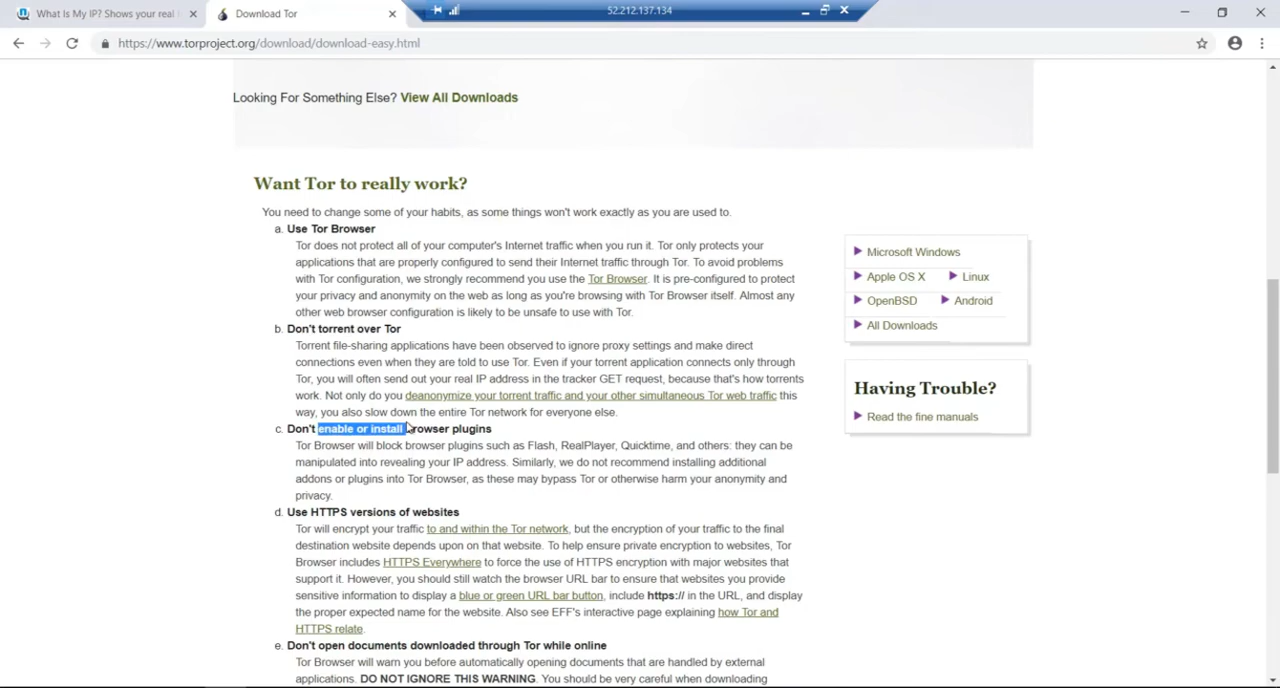 What Is My IP? Shows your real
Download Tor
52.212.137.134
https://www.torproject.org/download/download-easy.html
Looking For Something Else? View All Downloads
Want Tor to really work?
You need to change some of your habits, as some things won't work exactly as you are used to.
a. Use Tor Browser
Tor does not protect all of your computer's Internet traffic when you run it. Tor only protects your
applications that are properly configured to send their Internet traffic through Tor. To avoid problems
with Tor configuration, we strongly recommend you use the Tor Browser. It is pre-configured to protect
your privacy and anonymity on the web as long as you're browsing with Tor Browser itself. Almost any
other web browser configuration is likely to be unsafe to use with Tor.
b. Don't torrent over Tor
Torrent file-sharing applications have been observed to ignore proxy settings and make direct
connections even when they are told to use Tor. Even if your torrent application connects only through
Tor, you will often send out your real IP address in the tracker GET request, because that's how torrents
work. Not only do you deanonymize your torrent traffic and your other simultaneous Tor web traffic this
way, you also slow down the entire Tor network for everyone else.
c. Don't enable or install browser plugins
Tor Browser will block browser plugins such as Flash, RealPlayer, Quicktime, and others: they can be
manipulated into revealing your IP address. Similarly, we do not recommend installing additional
addons or plugins into Tor Browser, as these may bypass Tor or otherwise harm your anonymity and
privacy.
d. Use HTTPS versions of websites
Tor will encrypt your traffic to and within the Tor network, but the encryption of your traffic to the final
destination website depends upon on that website. To help ensure private encryption to websites, Tor
Browser includes HTTPS Everywhere to force the use of HTTPS encryption with major websites that
support it. However, you should still watch the browser URL bar to ensure that websites you provide
sensitive information to display a blue or green URL bar button, include https:// in the URL, and display
the proper expected name for the website. Also see EFF's interactive page explaining how Tor and
HTTPS relate.
e. Don't open documents downloaded through Tor while online
Tor Browser will warn you before automatically opening documents that are handled by external
applications. DO NOT IGNORE THIS WARNING. You should be very careful when downloading
Microsoft Windows
Apple OS X Linux
OpenBSD Android
All Downloads
Having Trouble?
Read the fine manuals